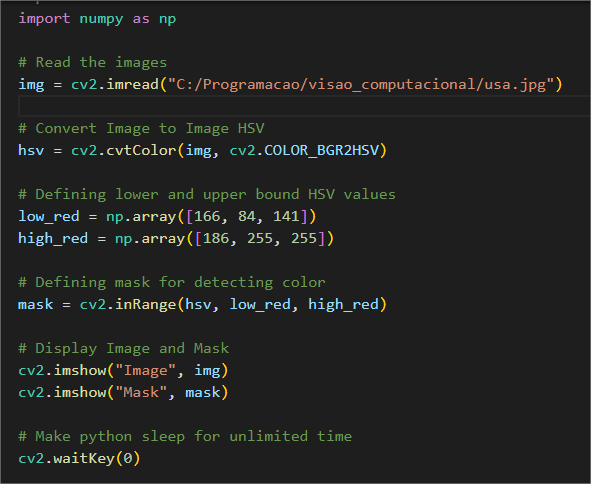 import numpy as np
# Read the images
img = cv2.imread("C:/Programacao/visao_computacional/usa.jpg")
# Convert Image to Image HSV
hsv = cv2.cvtColor(img, cv2.COLOR_BGR2HSV)
# Defining lower and upper bound HSV values
low_red = np.array([166, 84, 141])
high_red = np.array([186, 255, 255])
# Defining mask for detecting color
mask = cv2.inRange(hsv, low_red, high_red)
# Display Image and Mask
cv2.imshow("Image", img)
cv2.imshow("Mask", mask)
# Make python sleep for unlimited time
cv2.waitKey(0)